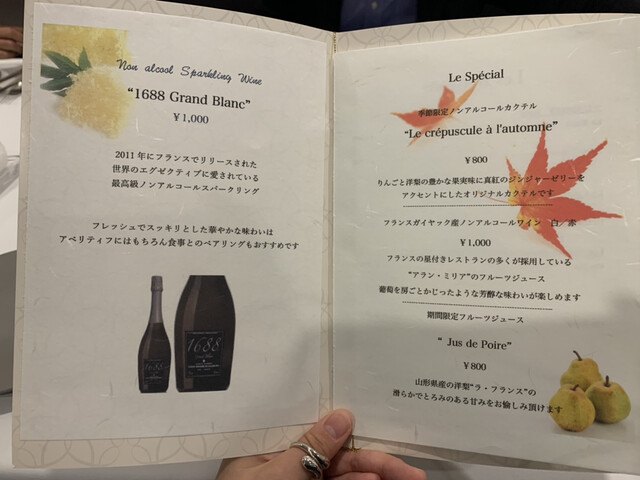 Non alcool Sparkling Wine
“1688 Grand Blanc”
￥1,000
2011年にフランスでリリースされた
世界のエグゼクティブに愛されている
最高級ノンアルコールスパークリング
フレッシュでスッキリとした華やかな味わいは
アペリティフにはもちろん食事とのペアリングもおすすめです
1688
1688
Le Spécial
季節限定ノンアルコールカクテル
“Le crépuscule à l'automne”
￥800
りんごと洋梨の豊かな果実味に真紅のジンジャーゼリーを
アクセントにしたオリジナルカクテルです
フランスガイヤック産ノンアルコールワイン　白／赤
￥1,000
フランスの星付きレストランの多くが採用している
“アラン・ミリア”のフルーツジュース
葡萄を房ごとかじったような芳醇な味わいが楽しめます
期間限定フルーツジュース
“ Jus de Poire”
￥800
山形県産の洋梨“ラ・フランス”の
滑らかでとろみのある甘みをお愉しみ頂けます